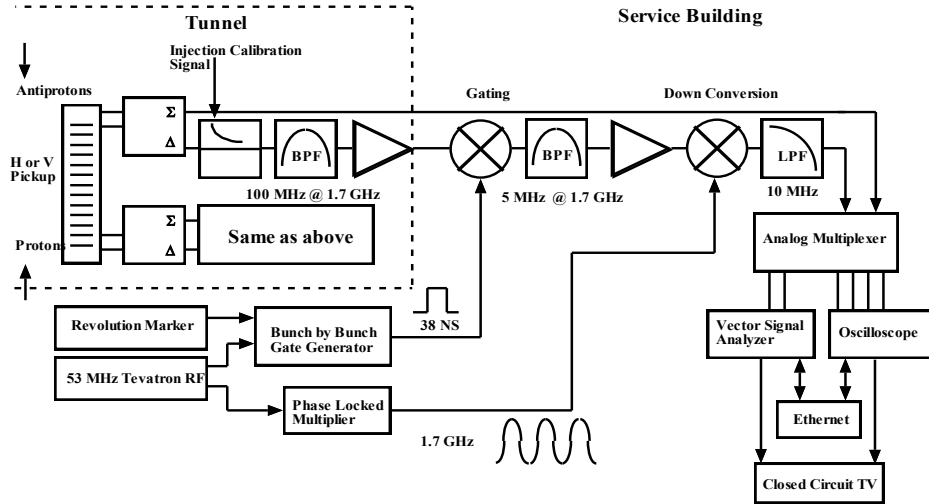 Tunnel
Service Building
Injection Calibration
Signal
Antiprotons
Gating
Down Conversion
Σ
Δ
H or V
Pickup
BPF
BPF
LPF
100 MHz @ 1.7 GHz
5 MHz @ 1.7 GHz
10 MHz
Protons
Σ
Δ
Same as above
Analog Multiplexer
Revolution Marker
Bunch by Bunch
Gate Generator
38 NS
Vector Signal
Analyzer
Oscilloscope
53 MHz Tevatron RF
Phase Locked
Multiplier
Ethernet
1.7 GHz
Closed Circuit TV